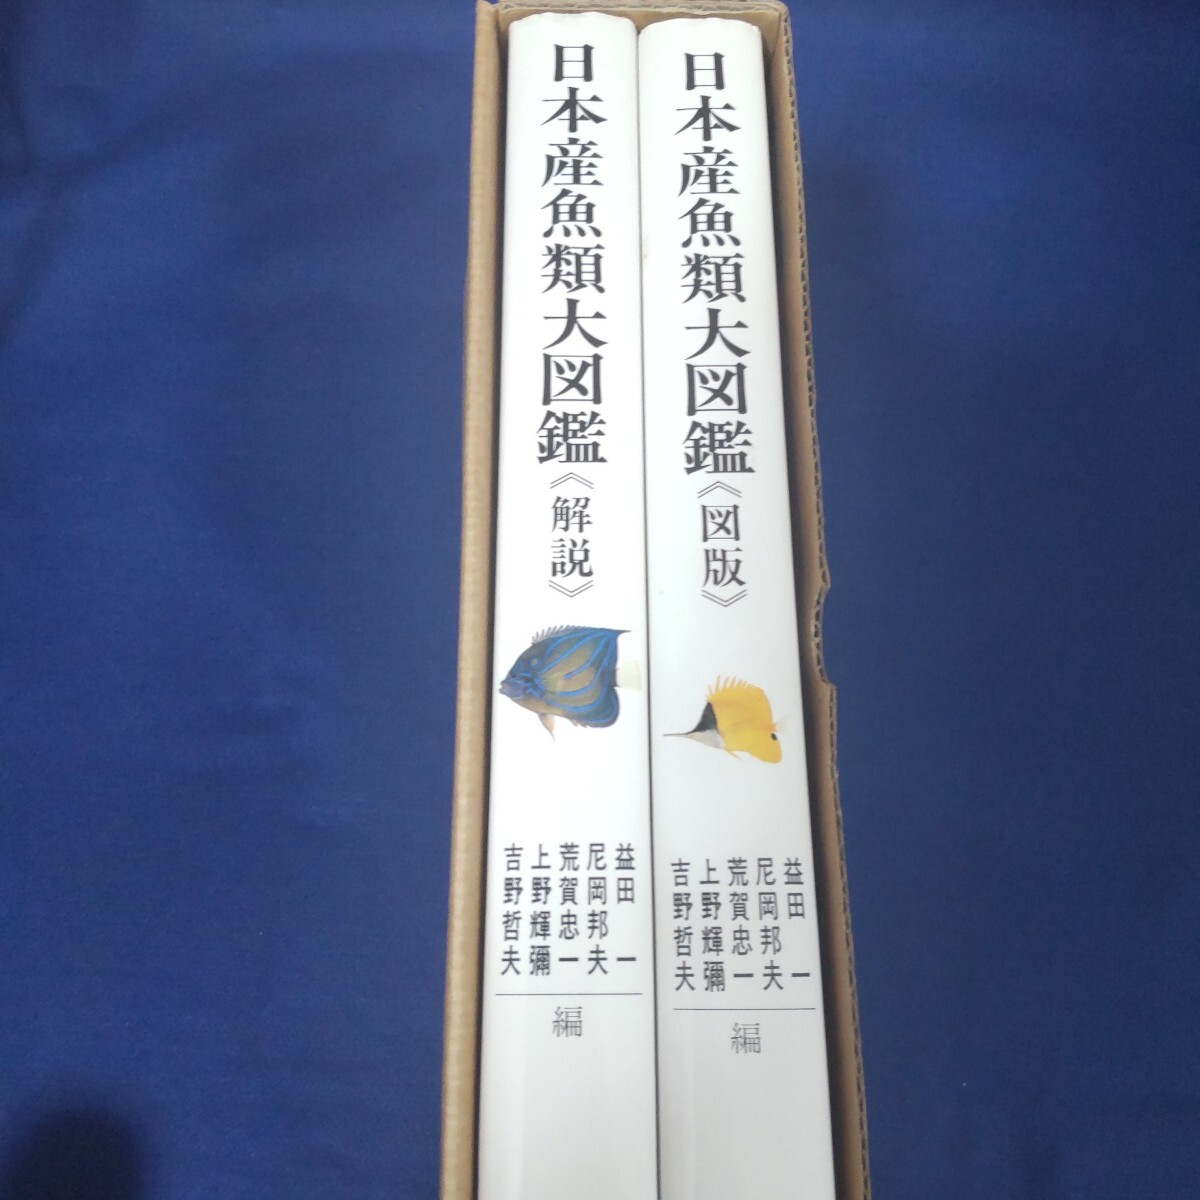 日本産魚類大図鑑《図版》
益田 一
尼岡邦夫
荒賀忠一
上野輝彌
吉野哲夫
編
日本産魚類大図鑑《解説》
益田 一
尼岡邦夫
荒賀忠一
上野輝彌
吉野哲夫
編